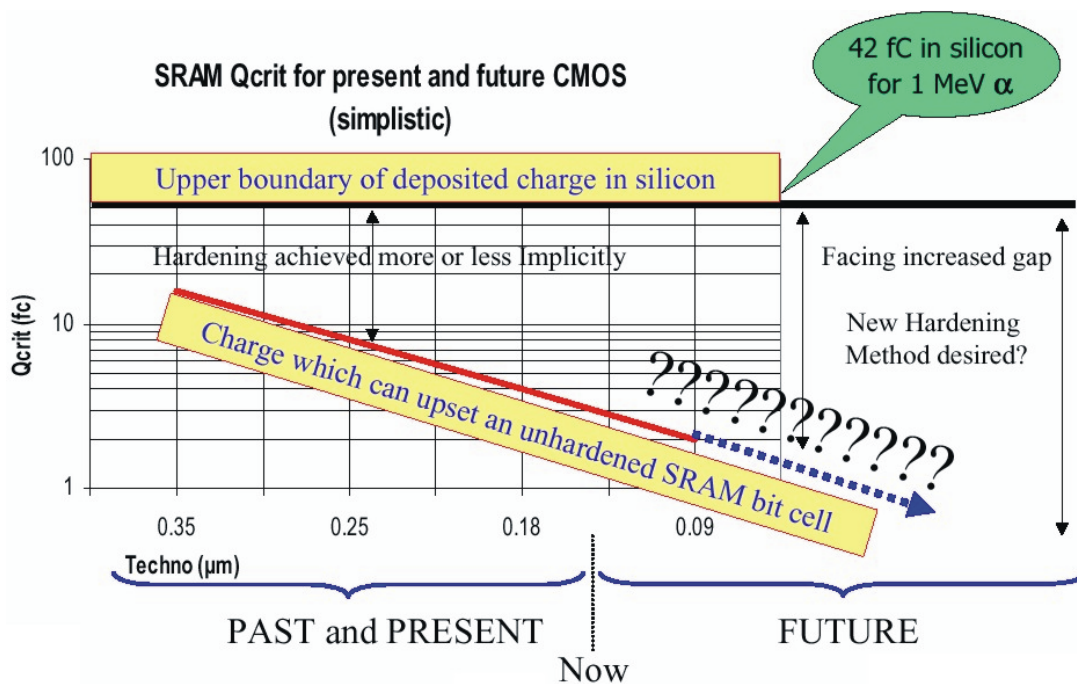 42 fC in silicon
for 1 MeV α
SRAM Qcrit for present and future CMOS
(simplistic)
100
Upper boundary of deposited charge in silicon
Hardening achieved more or less Implicitly
Facing increased gap
New Hardening
Method desired?
Qcrit (fc)
10
Charge which can upset an unhardened SRAM bit cell
???????????
1
0.35
0.25
0.18
0.09
Techno (µm)
PAST and PRESENT
FUTURE
Now